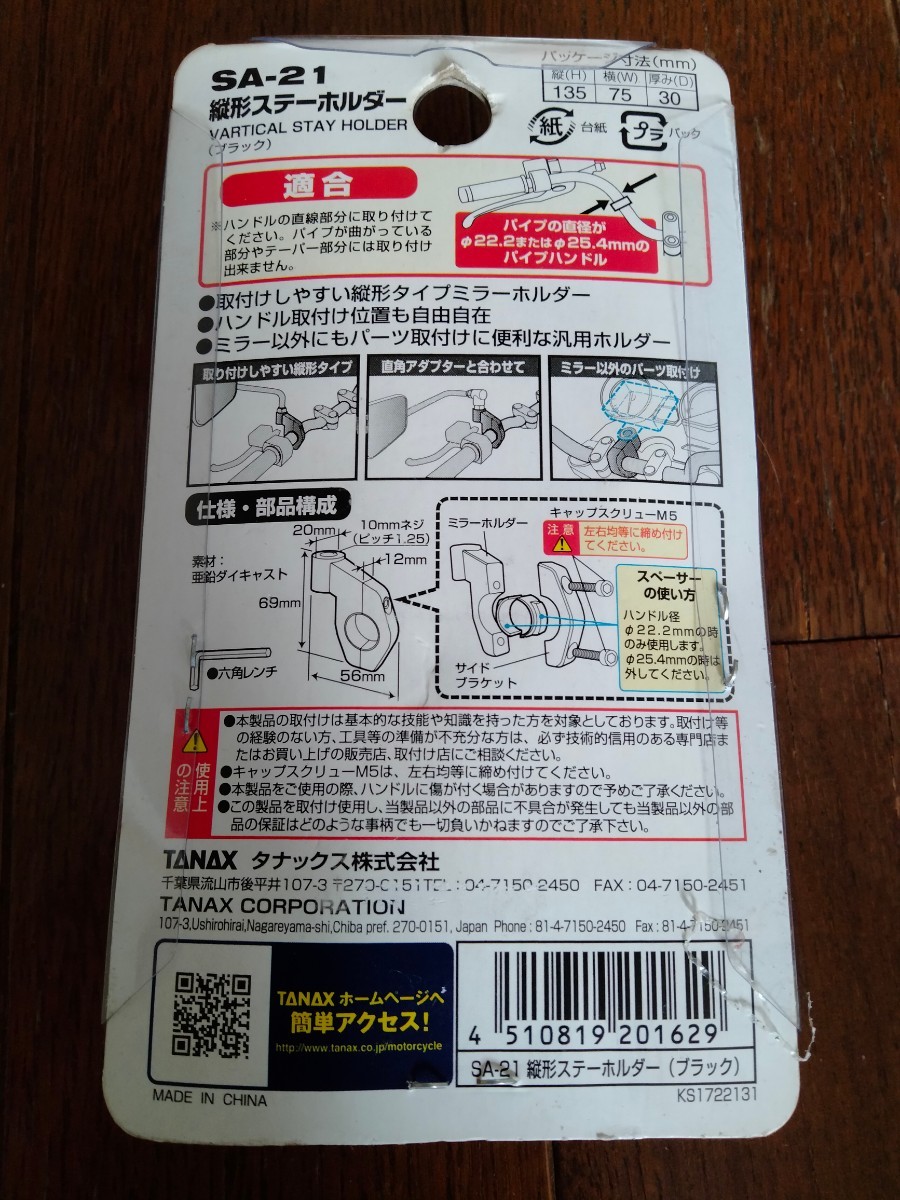 SA-21
縦形ステーホルダー
VARTICAL STAY HOLDER
(ブラック)
パッケージ寸法(mm)
縦(H) 横(W) 厚み(D)
135 75 30
紙 台紙 プラ パック
適合
※ハンドルの直線部分に取り付けて
ください。パイプが曲がっている
部分やテーパー部分には取り付け
出来ません。
パイプの直径が
φ22.2またはφ25.4mmの
パイプハンドル
●取付けしやすい縦形タイプミラーホルダー
●ハンドル取付け位置も自由自在
●ミラー以外にもパーツ取付けに便利な汎用ホルダー
取り付けしやすい縦形タイプ
直角アダプターと合わせて
ミラー以外のパーツ取付け
仕様・部品構成
素材:
亜鉛ダイキャスト
20mm
10mmネジ
(ピッチ1.25)
12mm
69mm
56mm
●六角レンチ
ミラーホルダー
キャップスクリューM5
注意
左右均等に締め付け
てください。
サイド
ブラケット
スペーサー
の使い方
ハンドル径
φ22.2mmの時
のみ使用します。
φ25.4mmの時は
外してください。
使用上
の注意
●本製品の取付けは基本的な技能や知識を持った方を対象としております。取付け等
の経験のない方、工具等の準備が不充分な方は、必ず技術的信用のある専門店ま
たはお買い上げの販売店、取付け店にご相談ください。
●キャップスクリューM5は、左右均等に締め付けてください。
●本製品をご使用の際、ハンドルに傷が付く場合がありますので予めご了承ください。
●この製品を取付け使用し、当製品以外の部品に不具合が発生しても当製品以外の部
品の保証はどのような事柄でも一切負いかねますのでご了承下さい。
TANAX タナックス株式会社
千葉県流山市後平井107-3 〒270-0151 TEL:04-7150-2450 FAX:04-7150-2451
TANAX CORPORATION
107-3,Ushirohirai,Nagareyama-shi,Chiba pref. 270-0151, Japan Phone:81-4-7150-2450 Fax:81-4-7150-2451
TANAX ホームページへ
簡単アクセス!
http://www.tanax.co.jp/motorcycle
4 510819 201629
SA-21 縦形ステーホルダー(ブラック)
MADE IN CHINA
KS1722131